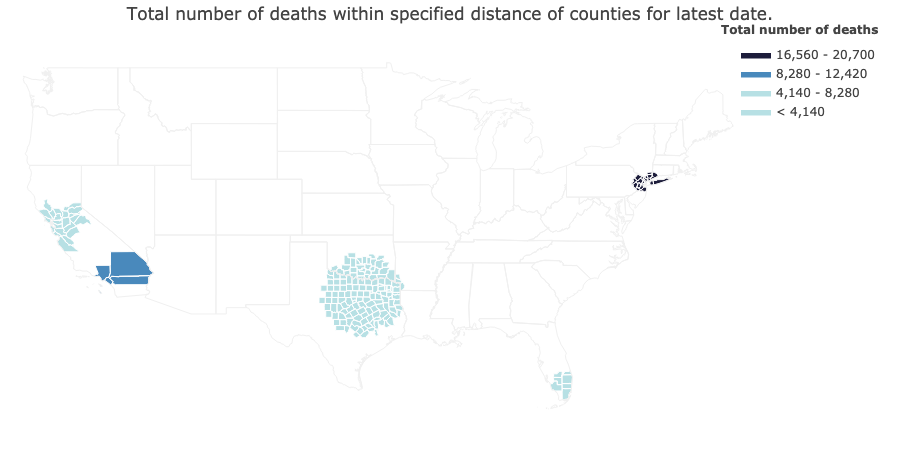 Total number of deaths within specified distance of counties for latest date.
Total number of deaths
16,560 - 20,700
8,280 - 12,420
4,140 - 8,280
< 4,140